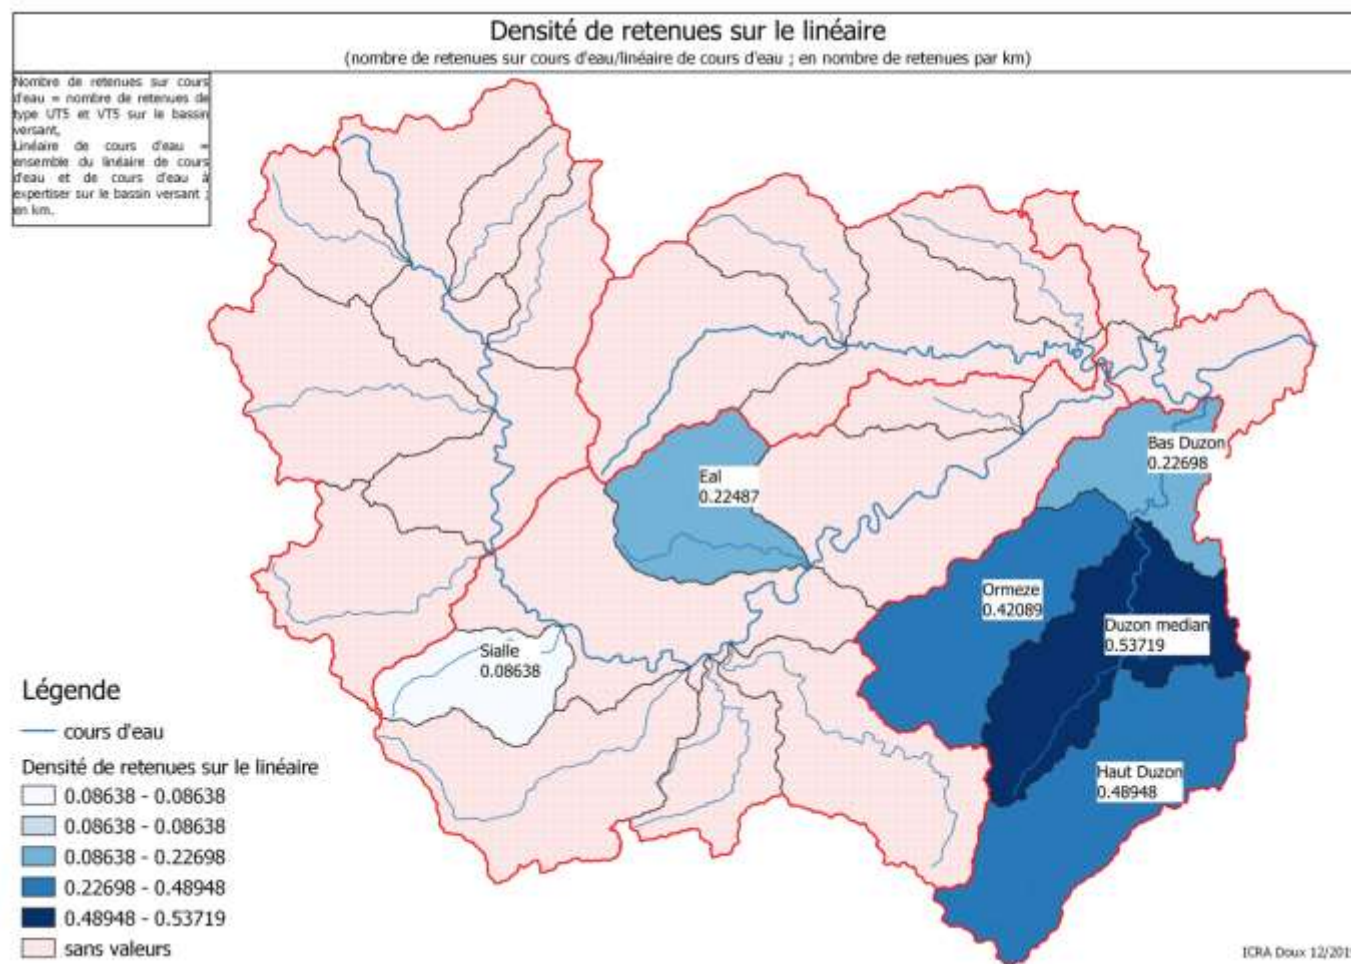 Densité de retenues sur le linéaire
(nombre de retenues sur cours d'eau/linéaire de cours d'eau ; en nombre de retenues par km)
Nombre de retenues sur cours
d'eau = nombre de retenues de
type UT5 et VT5 sur le bassin
versant,
Linéaire de cours d'eau =
ensemble du linéaire de cours
d'eau et de cours d'eau à
expertiser sur le bassin versant ;
en km.
Bas Duzon
0.22698
Eal
0.22487
Ormeze
0.42089
Duzon median
0.53719
Sialle
0.08638
Haut Duzon
0.48948
Légende
cours d'eau
Densité de retenues sur le linéaire
0.08638 - 0.08638
0.08638 - 0.08638
0.08638 - 0.22698
0.22698 - 0.48948
0.48948 - 0.53719
sans valeurs
ICRA Doux 12/201